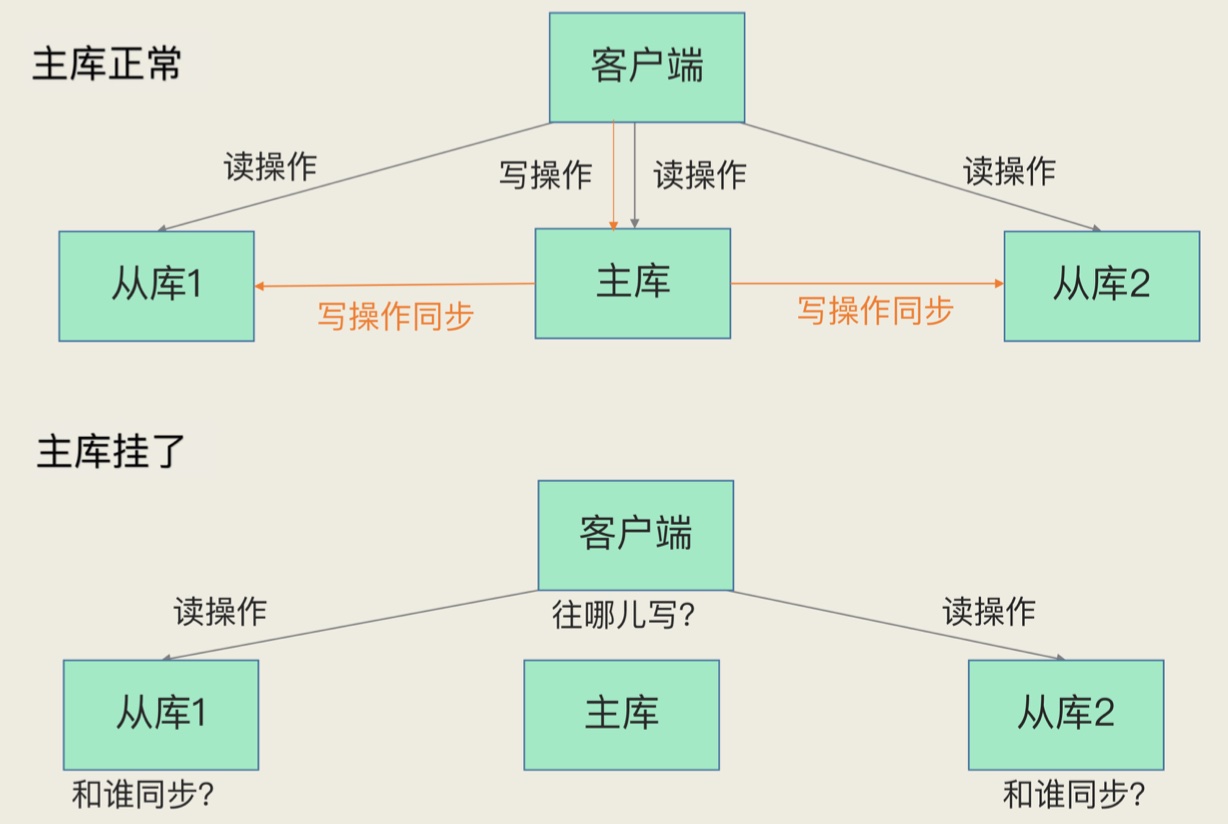 主库正常
客户端
读操作
写操作
读操作
读操作
从库1
主库
从库2
写操作同步
写操作同步
主库挂了
客户端
读操作
往哪儿写?
读操作
从库1
主库
从库2
和谁同步?
和谁同步?